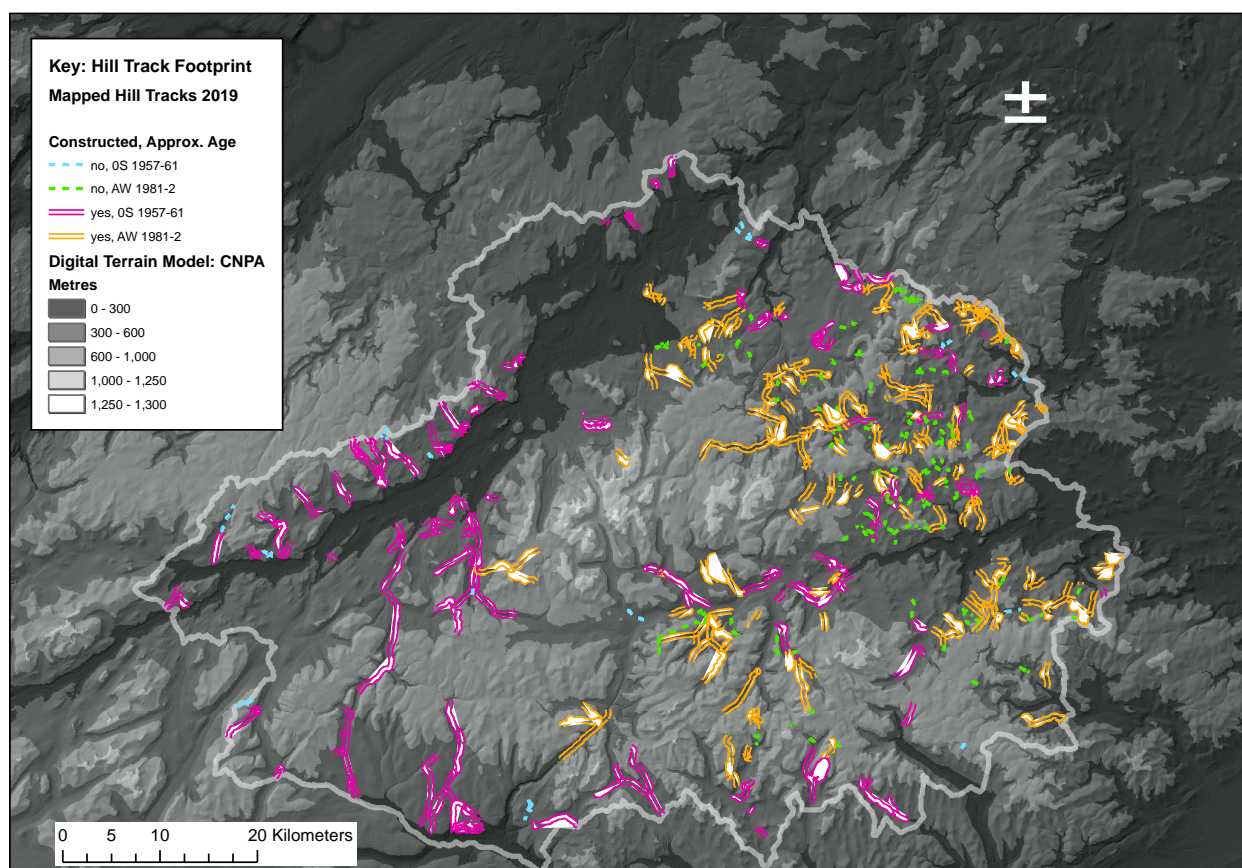 Key: Hill Track Footprint
Mapped Hill Tracks 2019
Constructed, Approx. Age
no, 0S 1957-61
no, AW 1981-2
yes, 0S 1957-61
yes, AW 1981-2
Digital Terrain Model: CNPA
Metres
0 - 300
300 - 600
600 - 1,000
1,000 - 1,250
1,250 - 1,300
0 5 10 20 Kilometers